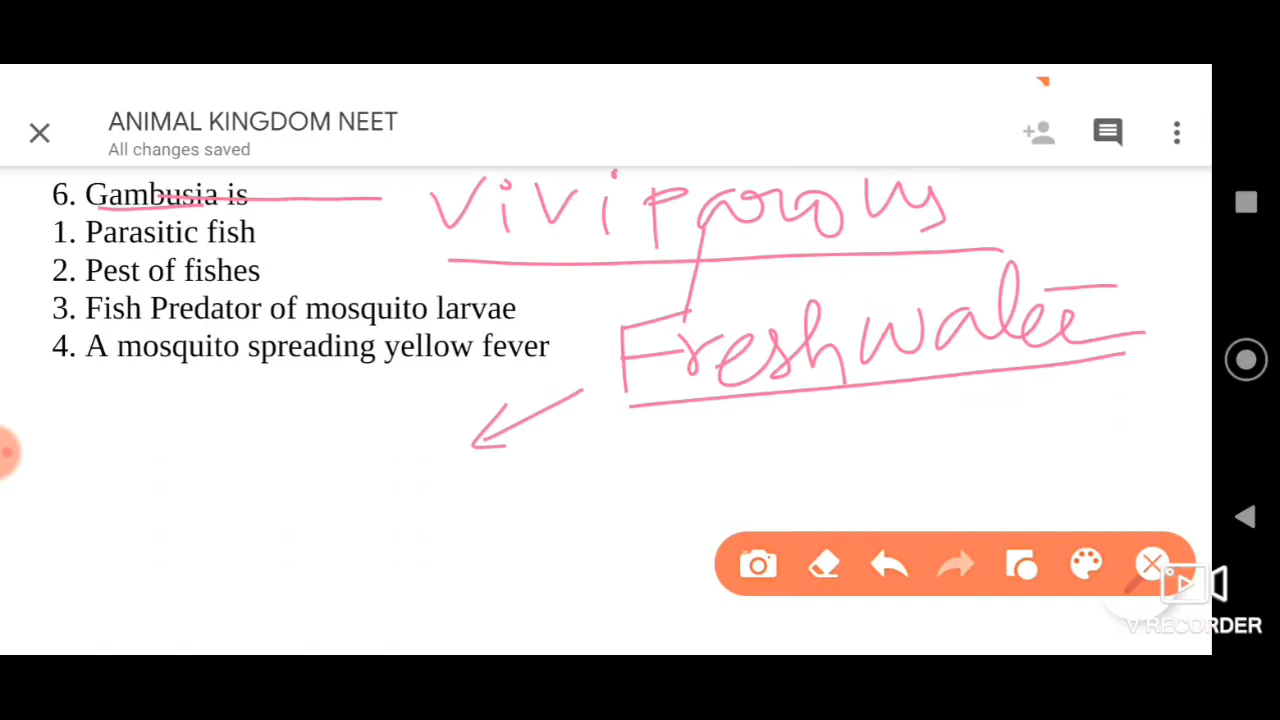 ANIMAL KINGDOM NEET
All changes saved
6. Gambusia is
viviparous
1. Parasitic fish
2. Pest of fishes
3. Fish Predator of mosquito larvae
Freshwater
4. A mosquito spreading yellow fever
V RECORDER